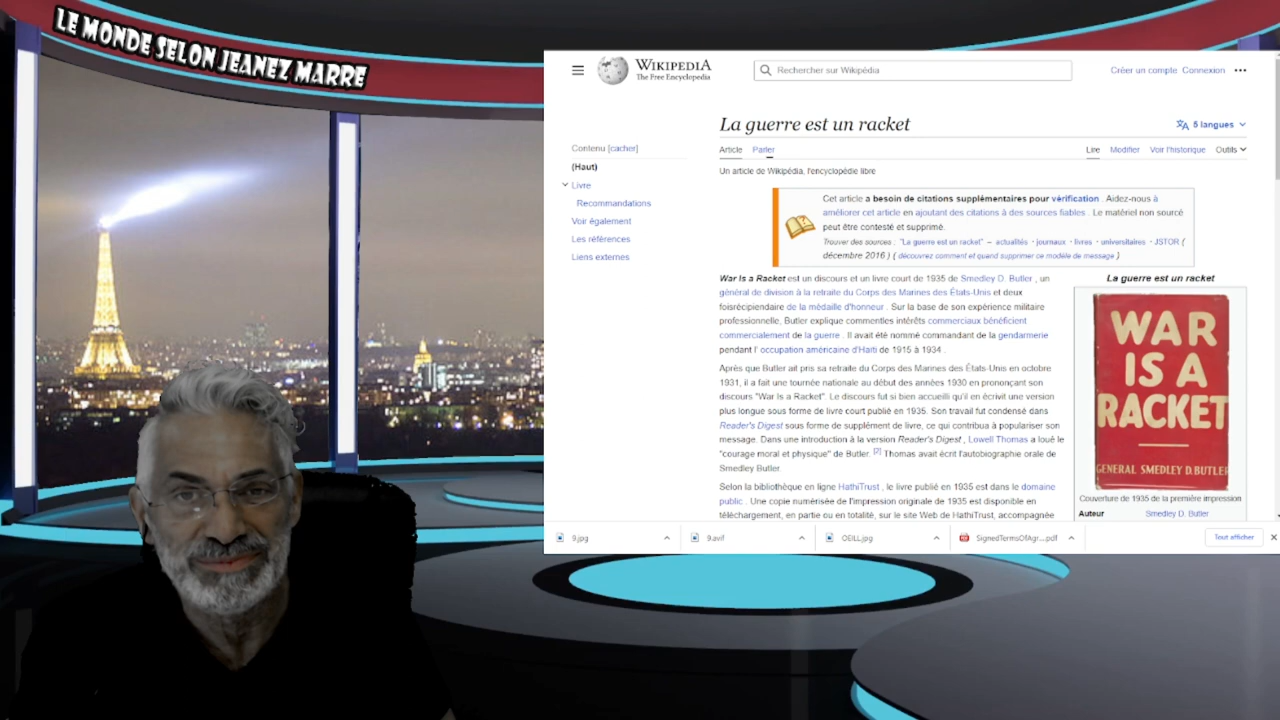 LE MONDE SELON JEANEZ MARRE
WIKIPEDIA
The Free Encyclopedia
Rechercher sur Wikipédia
Créer un compte Connexion
La guerre est un racket
5 langues
Contenu [cacher]
Article Parler
Lire Modifier Voir l'historique Outils
(Haut)
Un article de Wikipédia, l'encyclopédie libre
Livre
Recommandations
Voir également
Les références
Liens externes
Cet article a besoin de citations supplémentaires pour vérification . Aidez-nous à
améliorer cet article en ajoutant des citations à des sources fiables . Le matériel non sourcé
peut être contesté et supprimé.
Trouver des sources : "La guerre est un racket" – actualités · journaux · livres · universitaires · JSTOR (
décembre 2016 ) ( découvrez comment et quand supprimer ce modèle de message )
War Is a Racket est un discours et un livre court de 1935 de Smedley D. Butler , un
général de division à la retraite du Corps des Marines des États-Unis et deux
foisrécipiendaire de la médaille d'honneur . Sur la base de son expérience militaire
professionnelle, Butler explique commentles intérêts commerciaux bénéficient
commercialement de la guerre . Il avait été nommé commandant de la gendarmerie
pendant l' occupation américaine d'Haïti de 1915 à 1934 .
Après que Butler ait pris sa retraite du Corps des Marines des États-Unis en octobre
1931, il a fait une tournée nationale au début des années 1930 en prononçant son
discours "War Is a Racket". Le discours fut si bien accueilli qu'il en écrivit une version
plus longue sous forme de livre court publié en 1935. Son travail fut condensé dans
Reader's Digest sous forme de supplément de livre, ce qui contribua à populariser son
message. Dans une introduction à la version Reader's Digest , Lowell Thomas a loué le
"courage moral et physique" de Butler. [2] Thomas avait écrit l'autobiographie orale de
Smedley Butler.
Selon la bibliothèque en ligne HathiTrust , le livre publié en 1935 est dans le domaine
public . Une copie numérisée de l'impression originale de 1935 est disponible en
téléchargement, en partie ou en totalité, sur le site Web de HathiTrust, accompagnée
La guerre est un racket
WAR
IS A
RACKET
GENERAL SMEDLEY D. BUTLER
Couverture de 1935 de la première impression
Auteur Smedley D. Butler
9.jpg
9.avif
OEILL.jpg
SignedTermsOfAgr....pdf
Tout afficher